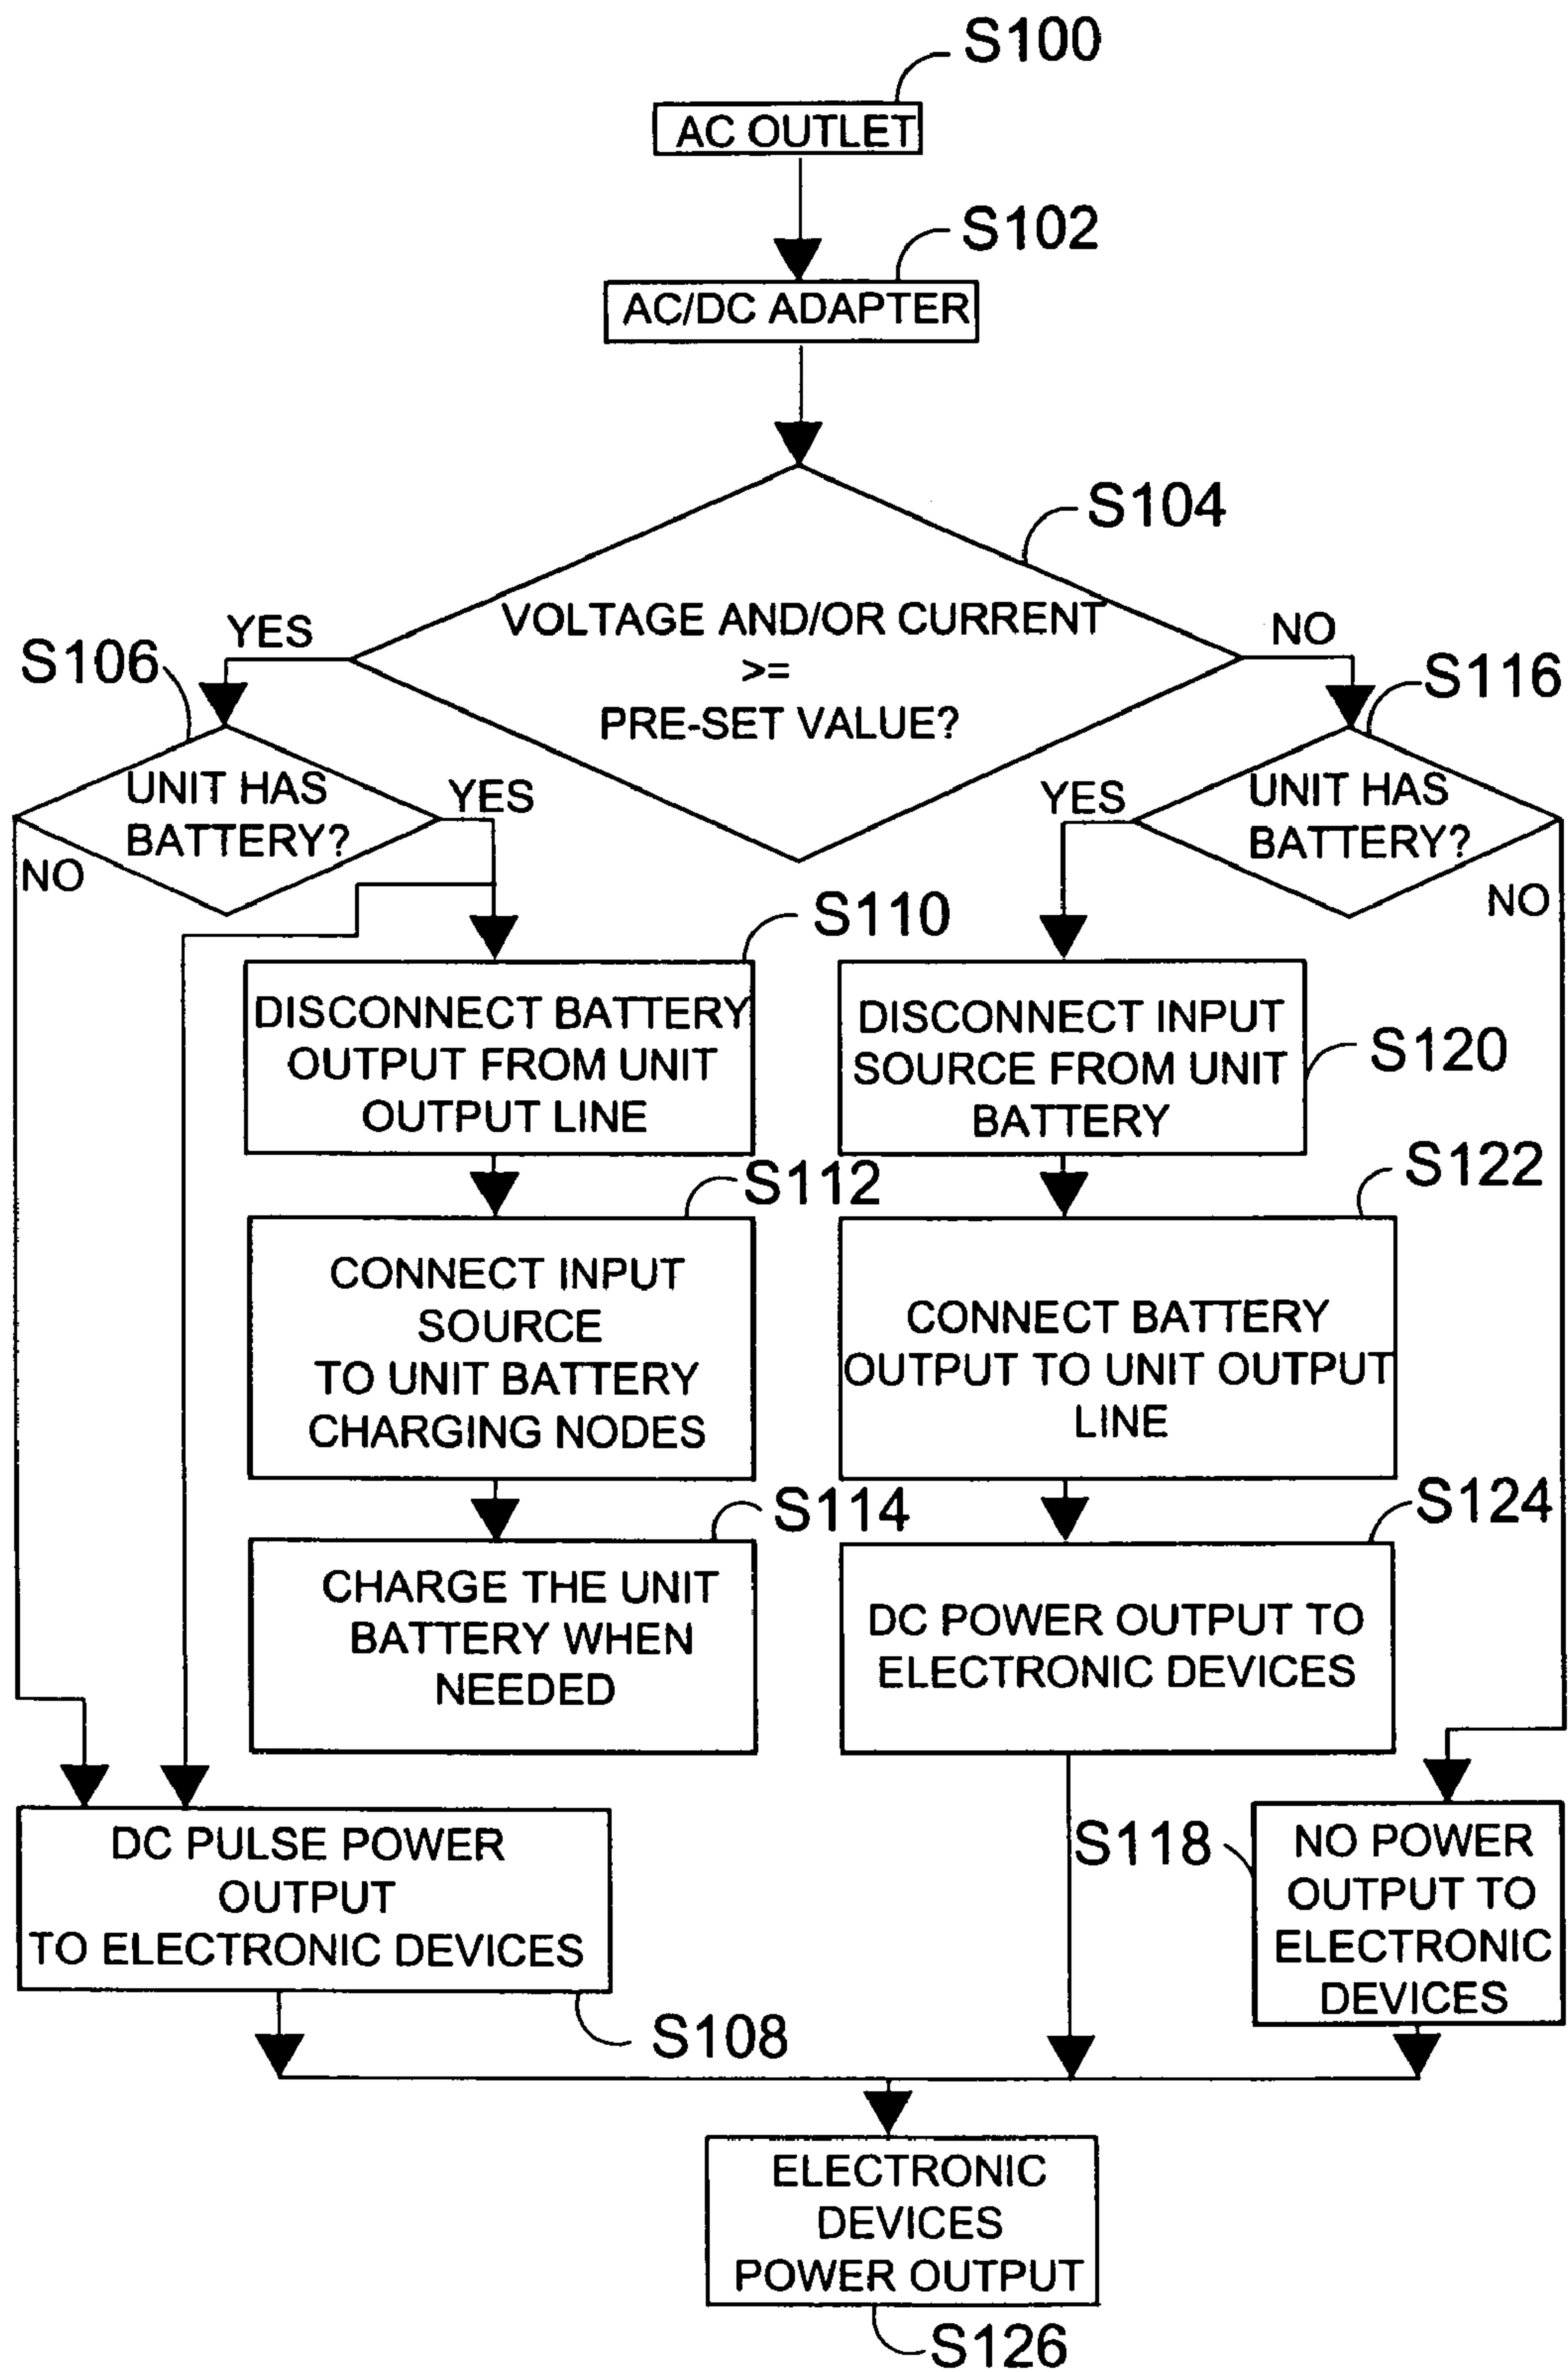 S100
AC OUTLET
S102
AC/DC ADAPTER
S104
VOLTAGE AND/OR CURRENT
>=
PRE-SET VALUE?
YES
NO
S106
S116
UNIT HAS
BATTERY?
YES
NO
YES
UNIT HAS
BATTERY?
NO
S110
DISCONNECT BATTERY
OUTPUT FROM UNIT
OUTPUT LINE
DISCONNECT INPUT
SOURCE FROM UNIT
BATTERY
S120
S112
CONNECT INPUT
SOURCE
TO UNIT BATTERY
CHARGING NODES
S122
CONNECT BATTERY
OUTPUT TO UNIT OUTPUT
LINE
S114
CHARGE THE UNIT
BATTERY WHEN
NEEDED
S124
DC POWER OUTPUT TO
ELECTRONIC DEVICES
DC PULSE POWER
OUTPUT
TO ELECTRONIC DEVICES
S108
S118
NO POWER
OUTPUT TO
ELECTRONIC
DEVICES
ELECTRONIC
DEVICES
POWER OUTPUT
S126